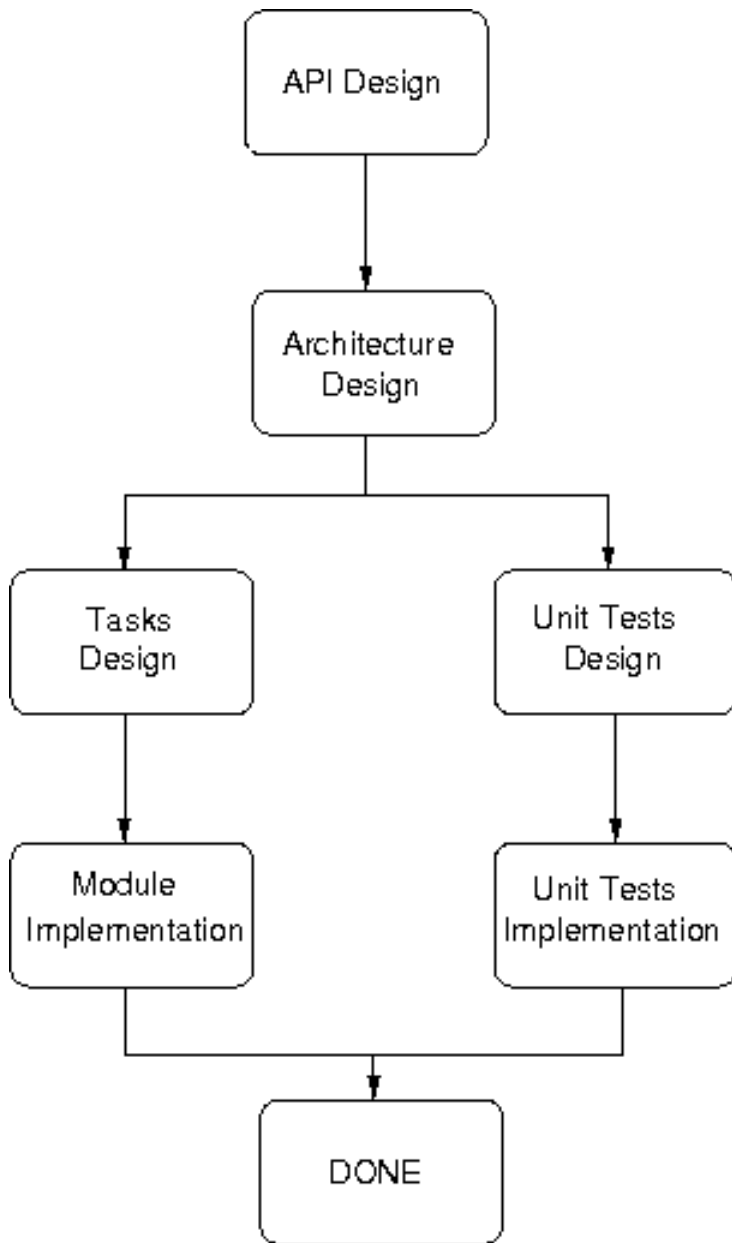 API Design
Architecture
Design
Tasks
Design
Unit Tests
Design
Module
Implementation
Unit Tests
Implementation
DONE